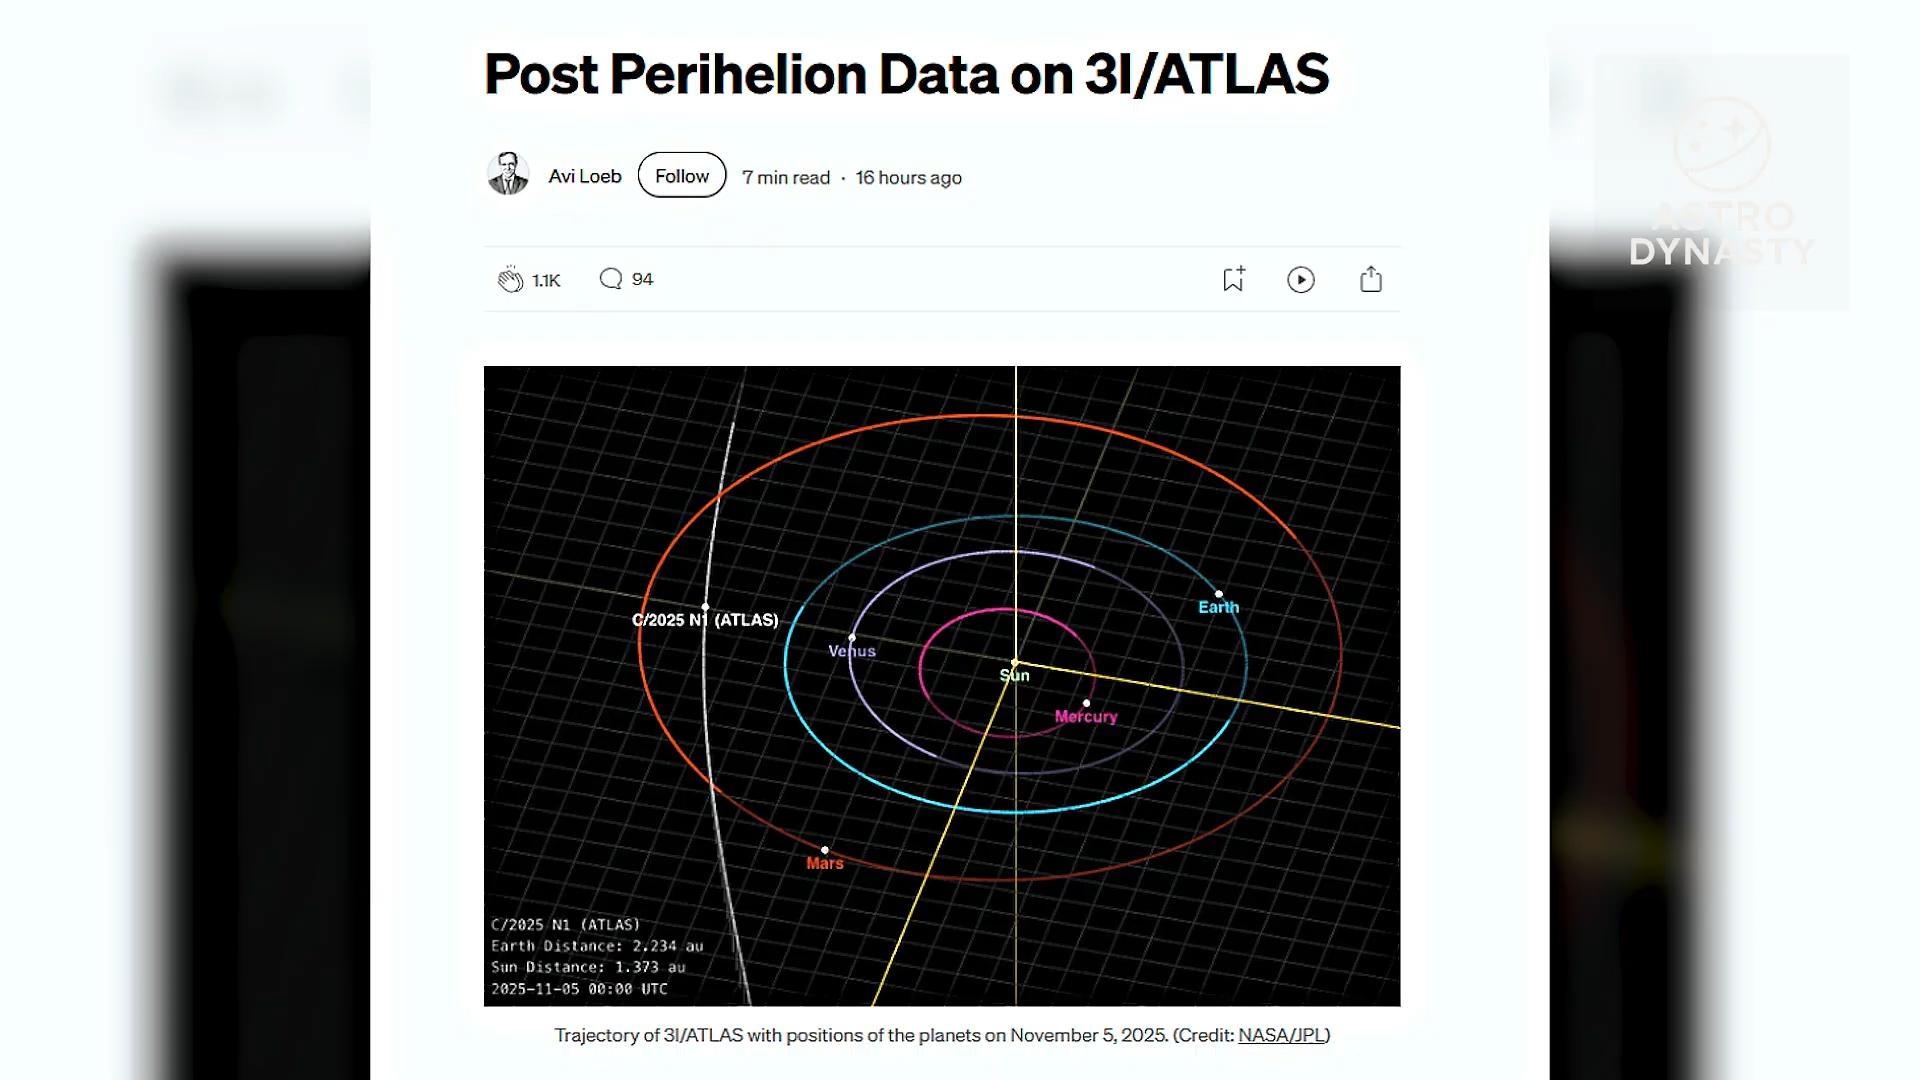 Post Perihelion Data on 3I/ATLAS
Avi Loeb
Follow
7 min read · 16 hours ago
1.1K
94
ASTRO
DYNASTY
C/2025 N1 (ATLAS)
Earth
Venus
Sun
Mercury
Mars
C/2025 N1 (ATLAS)
Earth Distance: 2.234 au
Sun Distance: 1.373 au
2025-11-05 00:00 UTC
Trajectory of 3I/ATLAS with positions of the planets on November 5, 2025. (Credit: NASA/JPL)